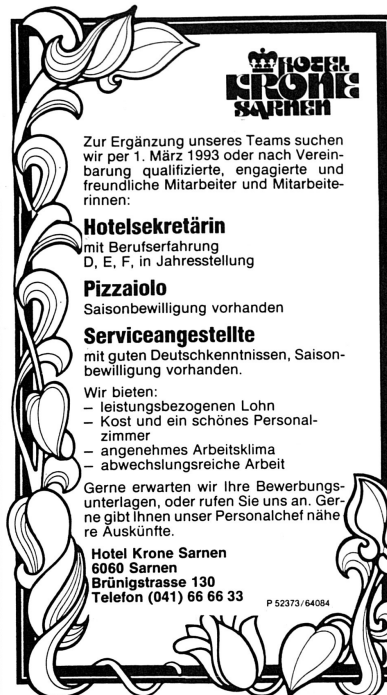 HOTEL
KRONE
SARNEN
Zur Ergänzung unseres Teams suchen
wir per 1. März 1993 oder nach Verein-
barung qualifizierte, engagierte und
freundliche Mitarbeiter und Mitarbeite-
rinnen:
Hotelsekretärin
mit Berufserfahrung
D, E, F, in Jahresstellung
Pizzaiolo
Saisonbewilligung vorhanden
Serviceangestellte
mit guten Deutschkenntnissen, Saison-
bewilligung vorhanden.
Wir bieten:
– leistungsbezogenen Lohn
– Kost und ein schönes Personal-
zimmer
– angenehmes Arbeitsklima
– abwechslungsreiche Arbeit
Gerne erwarten wir Ihre Bewerbungs-
unterlagen, oder rufen Sie uns an. Ger-
ne gibt Ihnen unser Personalchef nähe
re Auskünfte.
Hotel Krone Sarnen
6060 Sarnen
Brünigstrasse 130
Telefon (041) 66 66 33
P 52373/64084